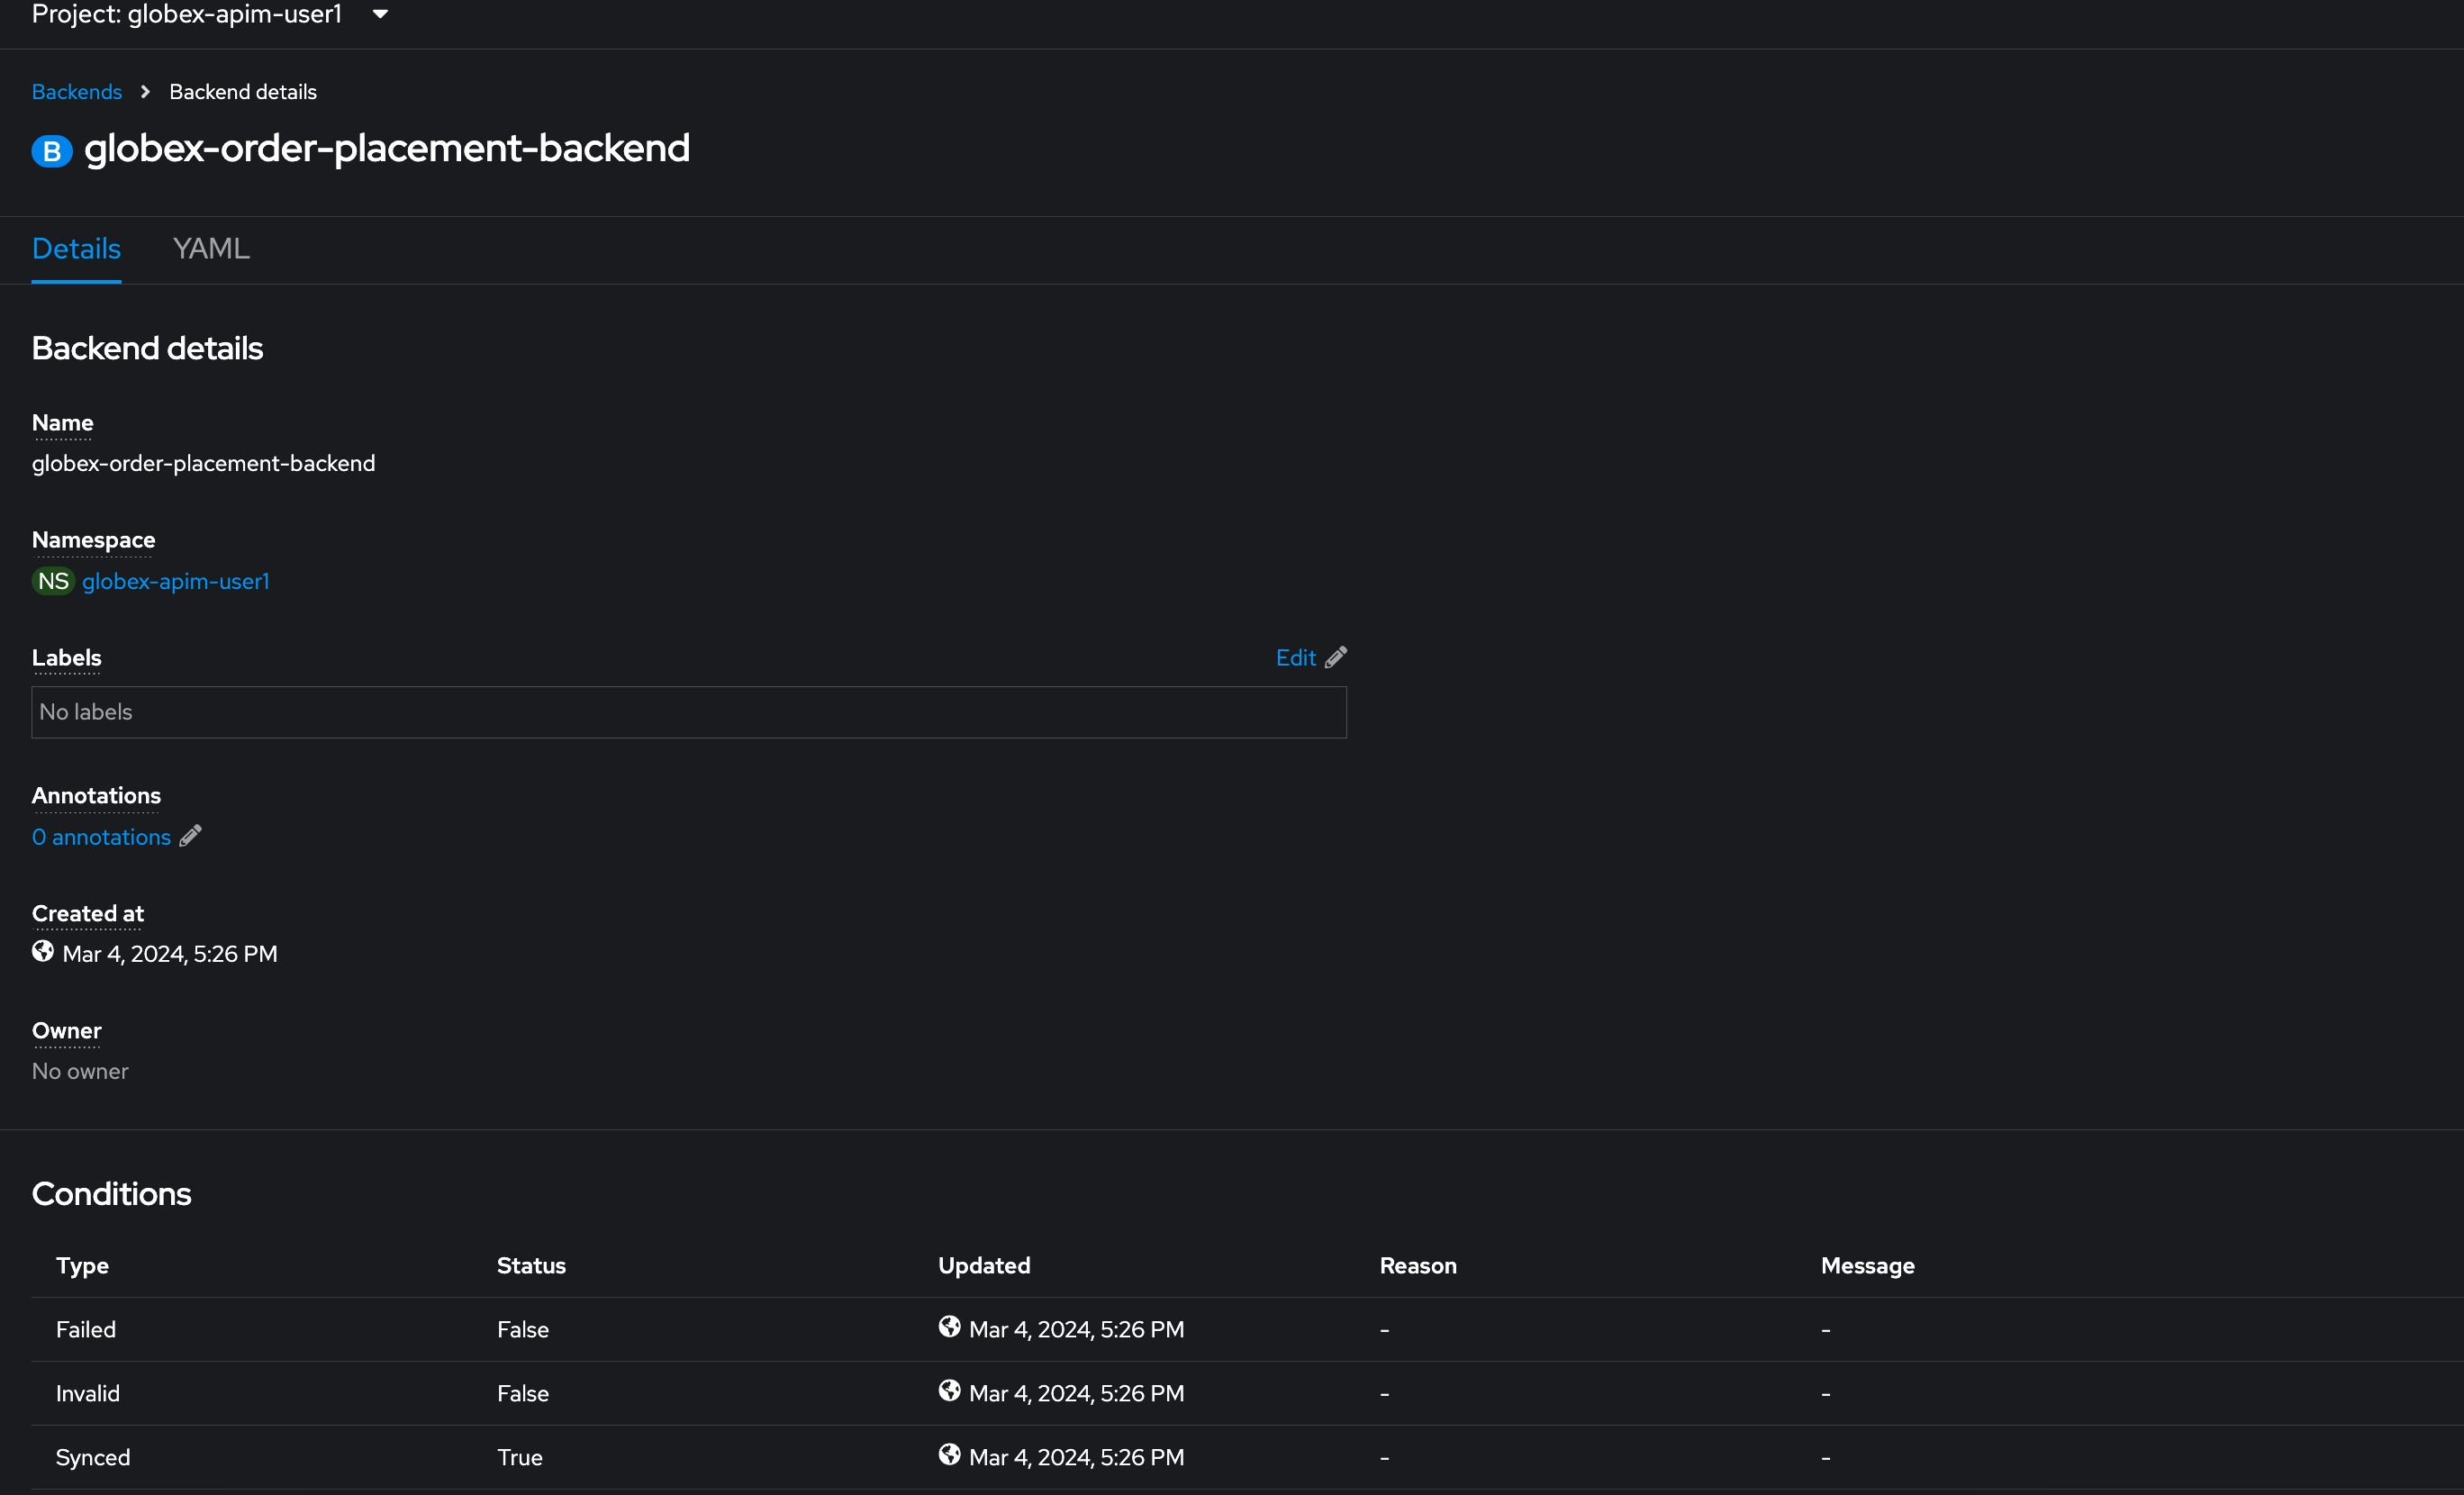 Project: globex-apim-user1
Backends > Backend details
B globex-order-placement-backend
Details YAML
Backend details
Name
globex-order-placement-backend
Namespace
NS globex-apim-user1
Labels Edit
No labels
Annotations
0 annotations
Created at
Mar 4, 2024, 5:26 PM
Owner
No owner
Conditions
Type Status Updated Reason Message
Failed False Mar 4, 2024, 5:26 PM - -
Invalid False Mar 4, 2024, 5:26 PM - -
Synced True Mar 4, 2024, 5:26 PM - -